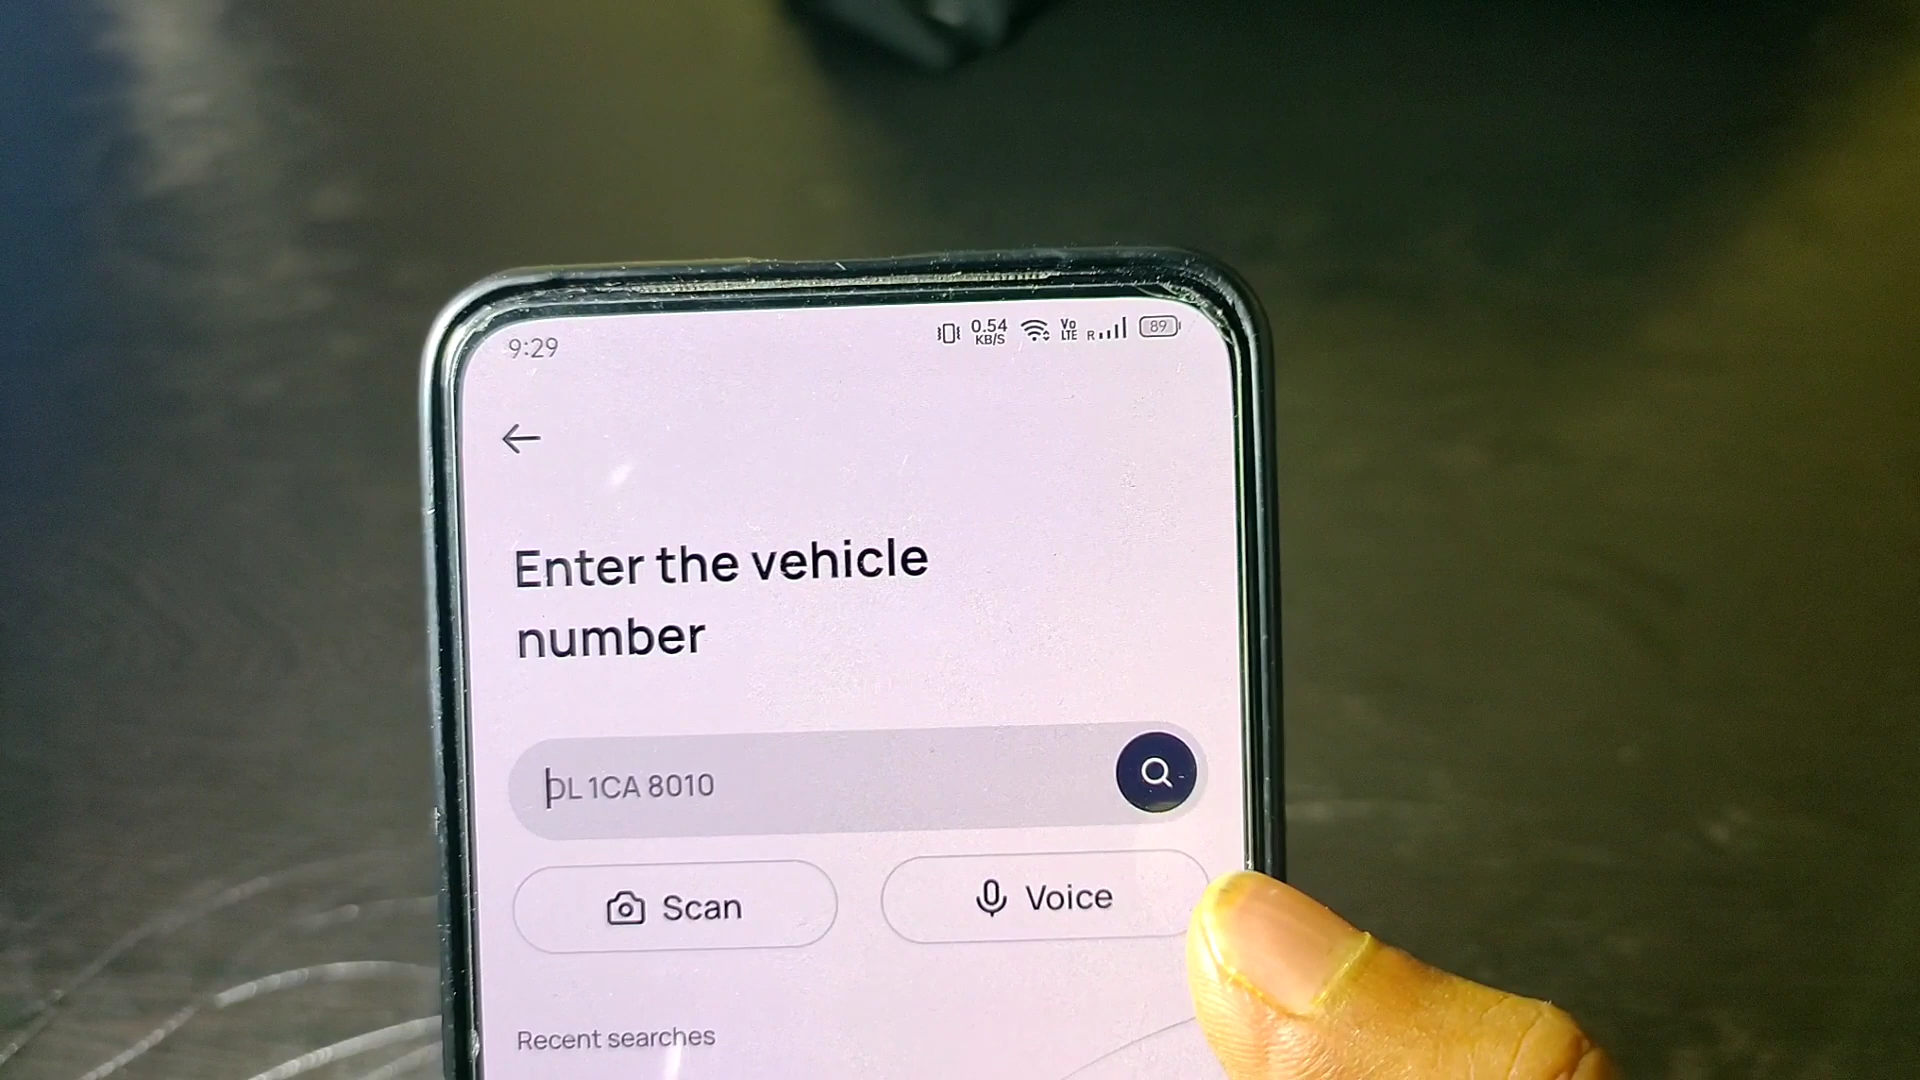 9:29
0.54 KB/S Vo LTE R 89
Enter the vehicle
number
DL 1CA 8010
Scan
Voice
Recent searches